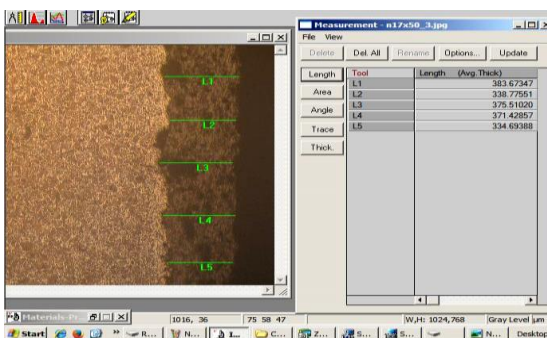 Measurement - n17x50_3.jpg
File View
Delete Del. All Rename Options... Update
Length Area Angle Trace Thick.
Tool Length (Avg.Thick)
L1 383.67347
L2 338.77551
L3 375.51020
L4 371.42857
L5 334.69388
L1
L2
L3
L4
L5
Materials-Pr
1016, 36 75 58 47 W,H: 1024,768 Gray Level µm
Start R... N... I... C... Z... S... S... N... Desktop